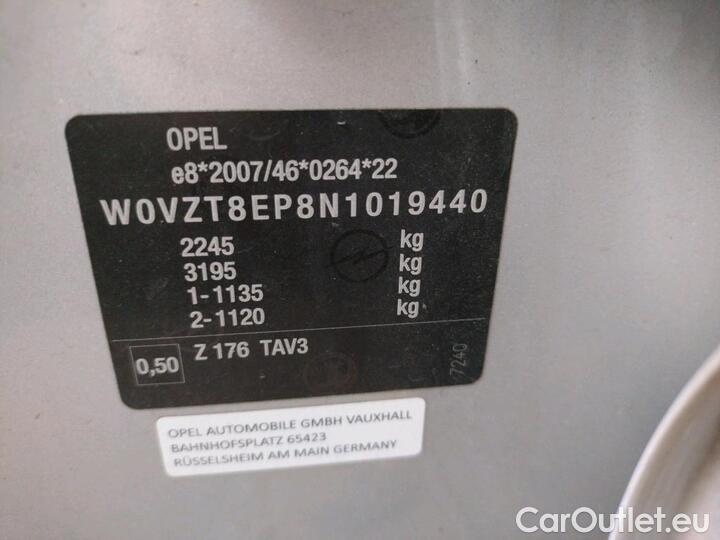 OPEL
e8*2007/46*0264*22
W0VZT8EP8N1019440
2245 kg
3195 kg
1-1135 kg
2-1120 kg
0,50 Z 176 TAV3
7240
OPEL AUTOMOBILE GMBH VAUXHALL
BAHNHOFSPLATZ 65423
RÜSSELSHEIM AM MAIN GERMANY
CarOutlet.eu